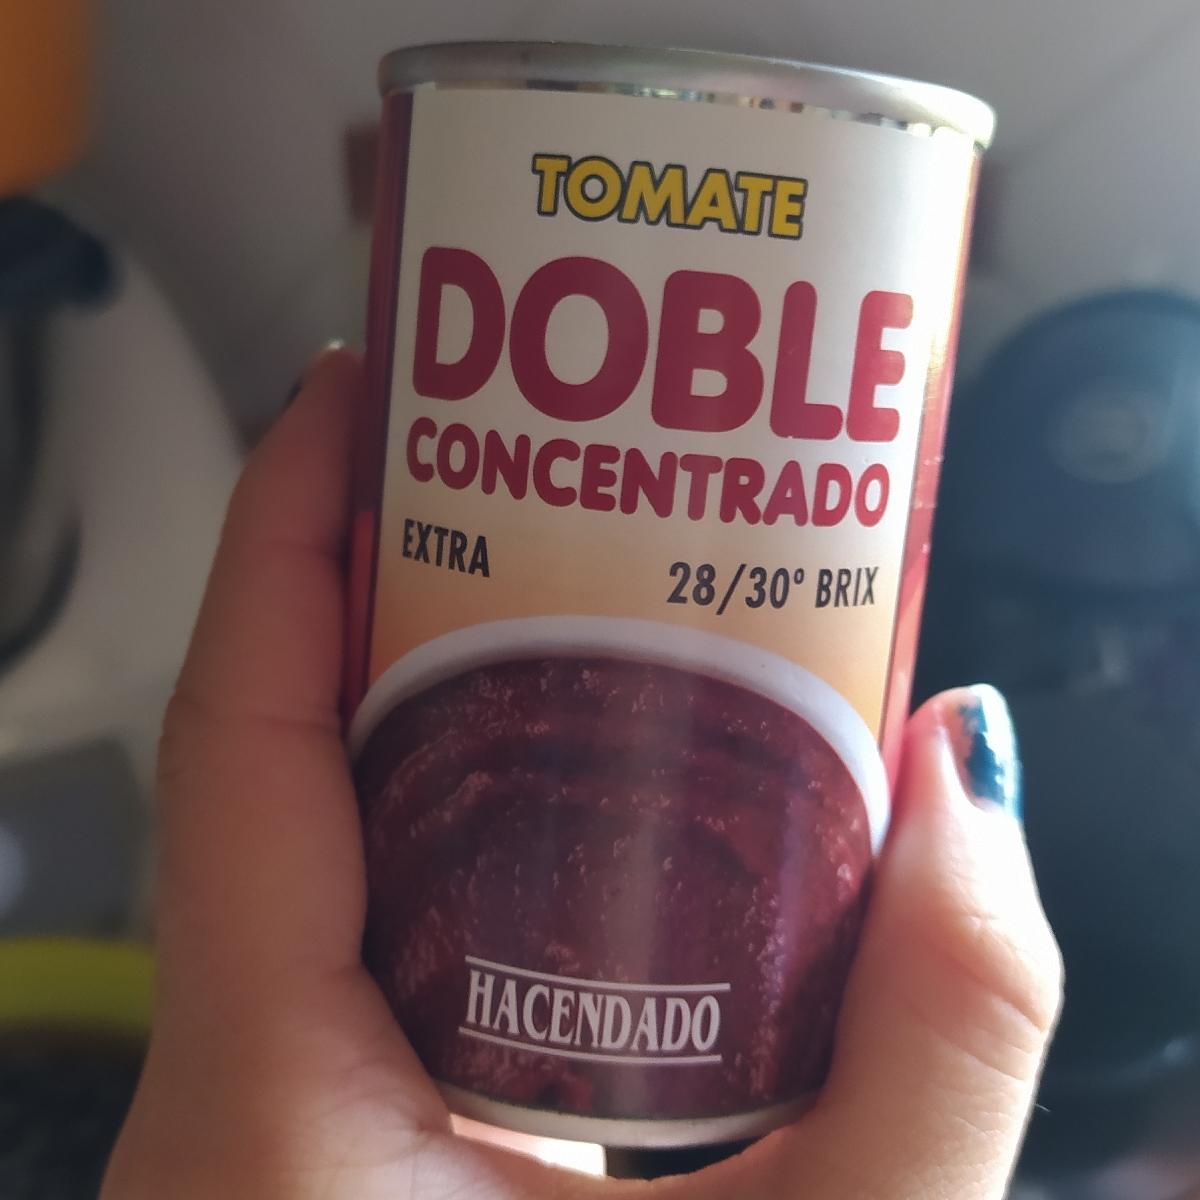 TOMATE
DOBLE
CONCENTRADO
EXTRA
28/30° BRIX
HACENDADO